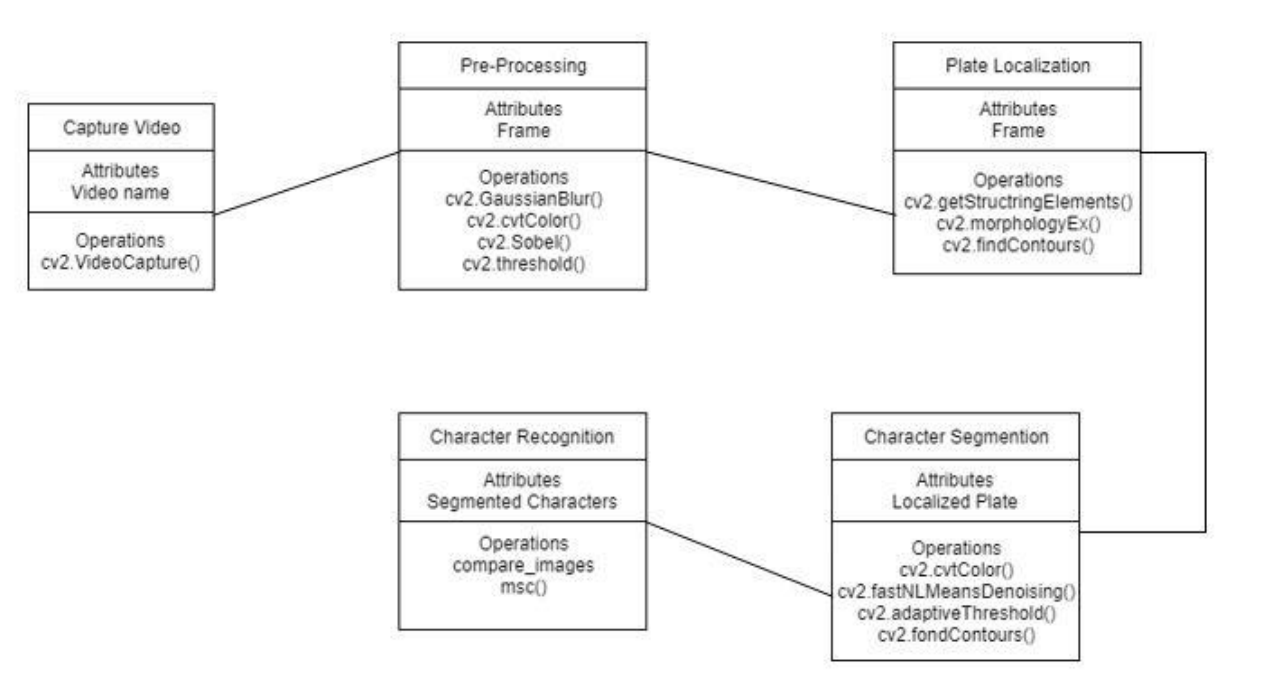 Capture Video
Attributes
Video name
Operations
cv2.VideoCapture()
Pre-Processing
Attributes
Frame
Operations
cv2.GaussianBlur()
cv2.cvtColor()
cv2.Sobel()
cv2.threshold()
Plate Localization
Attributes
Frame
Operations
cv2.getStructringElements()
cv2.morphologyEx()
cv2.findContours()
Character Recognition
Attributes
Segmented Characters
Operations
compare_images
msc()
Character Segmention
Attributes
Localized Plate
Operations
cv2.cvtColor()
cv2.fastNLMeansDenoising()
cv2.adaptiveThreshold()
cv2.fondContours()